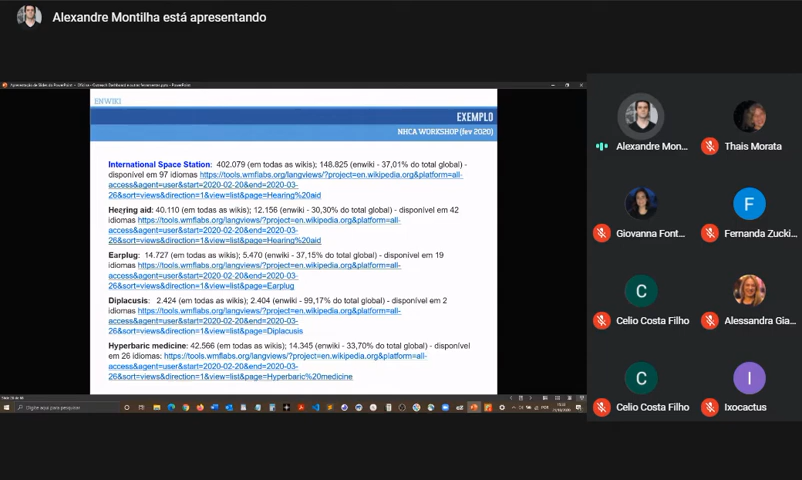 Alexandre Montilha está apresentando
ENWIKI
EXEMPLO
NHCA WORKSHOP (fev 2020)
International Space Station: 402.079 (em todas as wikis); 148.825 (enwiki - 37,01% do total global) -
disponível em 97 idiomas https://tools.wmflabs.org/langviews/?project=en.wikipedia.org&platform=all-
access&agent=user&start=2020-02-20&end=2020-03-
26&sort=views&direction=1&view=list&page=Hearing%20aid
Hearing aid: 40.110 (em todas as wikis); 12.156 (enwiki - 30,30% do total global) - disponível em 42
idiomas https://tools.wmflabs.org/langviews/?project=en.wikipedia.org&platform=all-
access&agent=user&start=2020-02-20&end=2020-03-
26&sort=views&direction=1&view=list&page=Hearing%20aid
Earplug: 14.727 (em todas as wikis); 5.470 (enwiki - 37,15% do total global) - disponível em 19
idiomas https://tools.wmflabs.org/langviews/?project=en.wikipedia.org&platform=all-
access&agent=user&start=2020-02-20&end=2020-03-
26&sort=views&direction=1&view=list&page=Earplug
Diplacusis: 2.424 (em todas as wikis); 2.404 (enwiki - 99,17% do total global) - disponível em 2
idiomas https://tools.wmflabs.org/langviews/?project=en.wikipedia.org&platform=all-
access&agent=user&start=2020-02-20&end=2020-03-
26&sort=views&direction=1&view=list&page=Diplacusis
Hyperbaric medicine: 42.566 (em todas as wikis); 14.345 (enwiki - 33,70% do total global) - disponível
em 26 idiomas: https://tools.wmflabs.org/langviews/?project=en.wikipedia.org&platform=all-
access&agent=user&start=2020-02-20&end=2020-03-
26&sort=views&direction=1&view=list&page=Hyperbaric%20medicine
Digite aqui para pesquisar
Alexandre Mon...
Thais Morata
Giovanna Font...
F
Fernanda Zucki...
C
Celio Costa Filho
Alessandra Gia...
C
Celio Costa Filho
I
Ixocactus